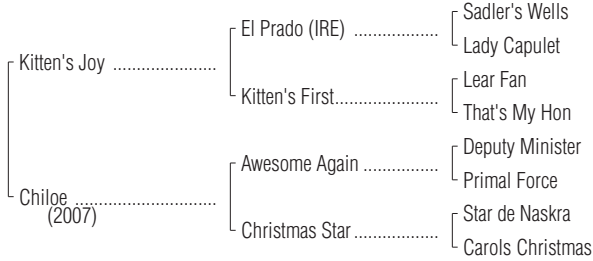 Sadler's Wells
El Prado (IRE) ..................
Lady Capulet
Kitten's Joy ......................
Lear Fan
Kitten's First......................
That's My Hon
Deputy Minister
Awesome Again ................
Primal Force
Chiloe ..............................
(2007)
Star de Naskra
Christmas Star..................
Carols Christmas